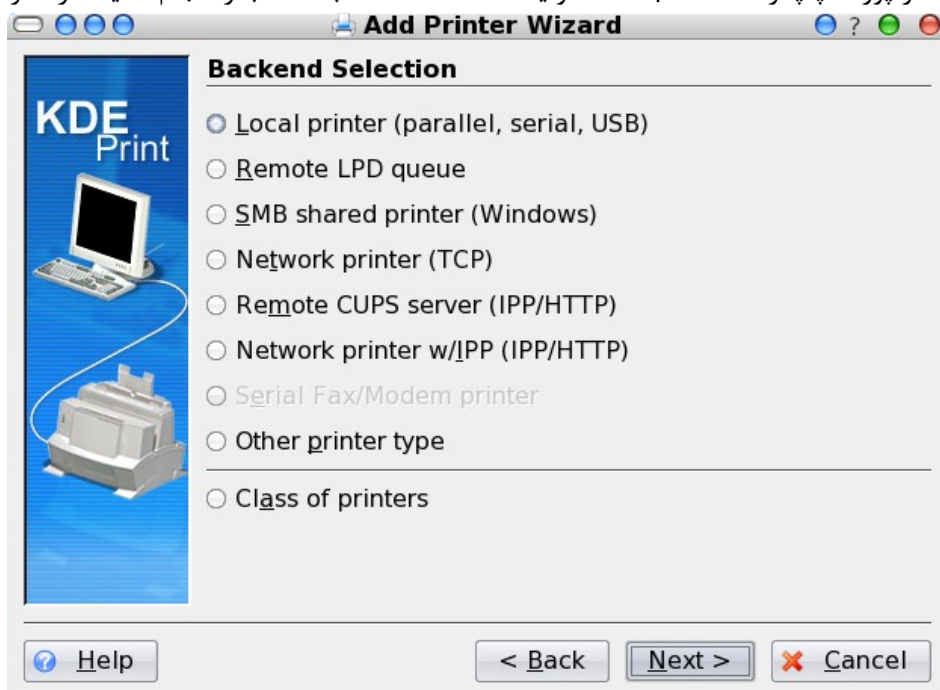 Add Printer Wizard
?
Backend Selection
KDE
Print
Local printer (parallel, serial, USB)
Remote LPD queue
SMB shared printer (Windows)
Network printer (TCP)
Remote CUPS server (IPP/HTTP)
Network printer w/IPP (IPP/HTTP)
Serial Fax/Modem printer
Other printer type
Class of printers
Help
< Back
Next >
Cancel